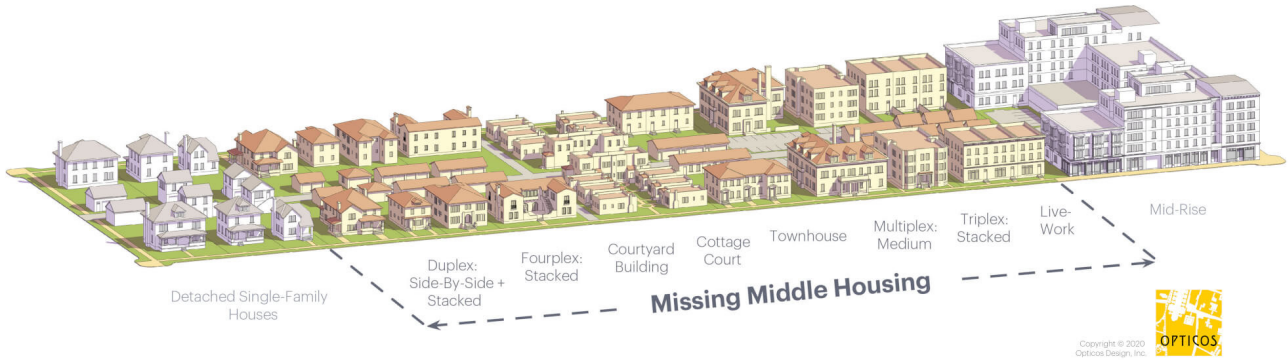 Detached Single-Family
Houses
Duplex:
Side-By-Side +
Stacked
Fourplex:
Stacked
Courtyard
Building
Cottage
Court
Townhouse
Multiplex:
Medium
Triplex:
Stacked
Live-
Work
Mid-Rise
Missing Middle Housing
Copyright © 2020
Opticos Design, Inc.
OPTICOS